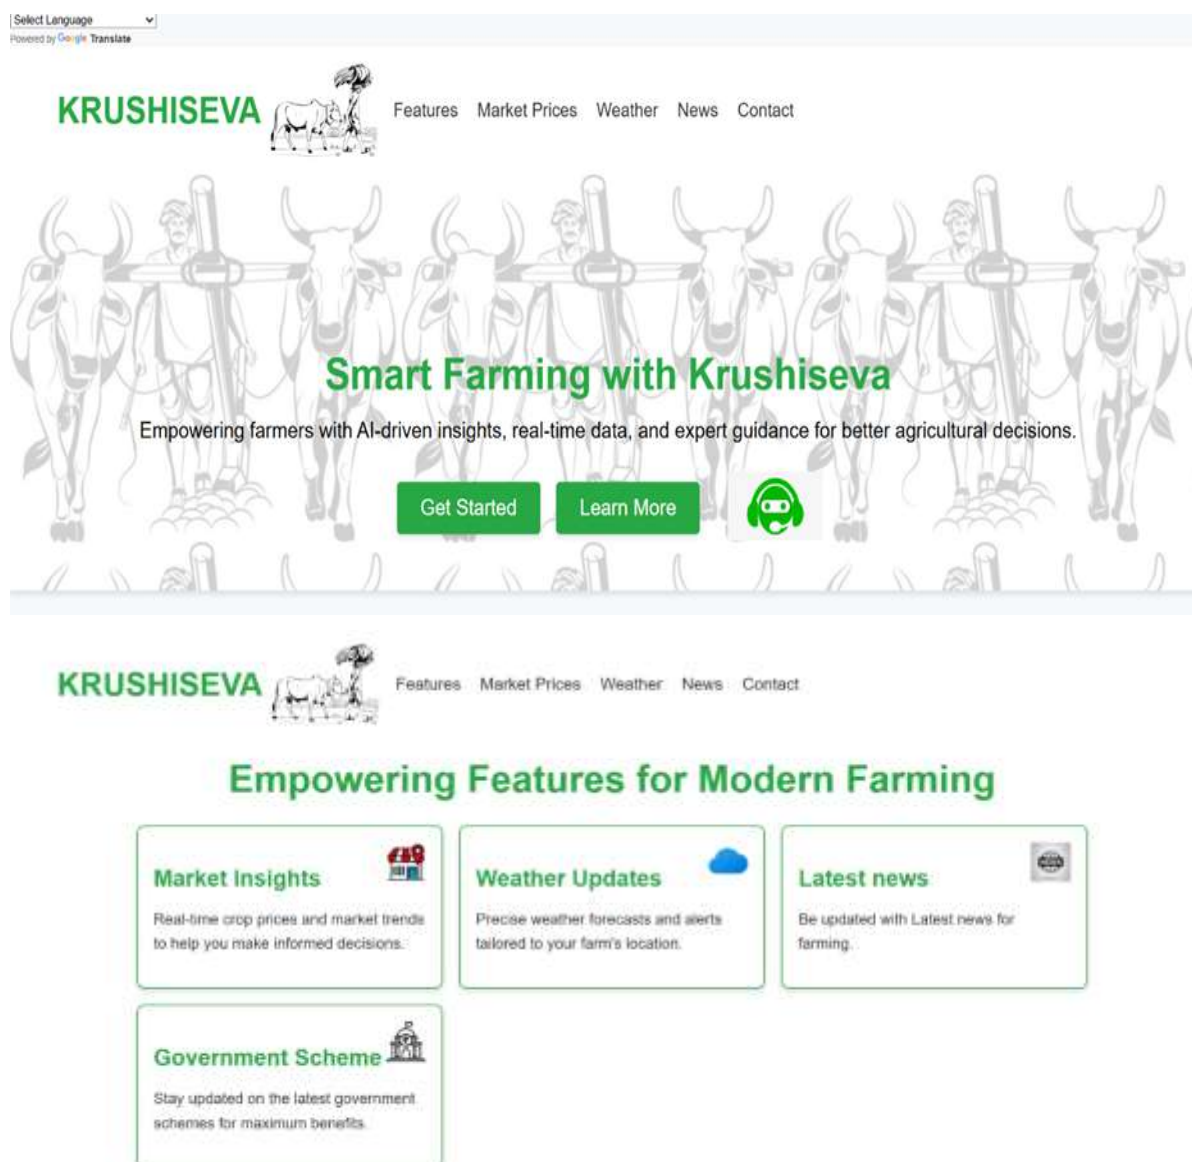 Select Language
Powered by Google Translate
KRUSHISEVA
Features Market Prices Weather News Contact
Smart Farming with Krushiseva
Empowering farmers with AI-driven insights, real-time data, and expert guidance for better agricultural decisions.
Get Started Learn More
KRUSHISEVA
Features Market Prices Weather News Contact
Empowering Features for Modern Farming
Market Insights
Real-time crop prices and market trends
to help you make informed decisions.
Weather Updates
Precise weather forecasts and alerts
tailored to your farm's location.
Latest news
Be updated with Latest news for
farming.
Government Scheme
Stay updated on the latest government
schemes for maximum benefits.